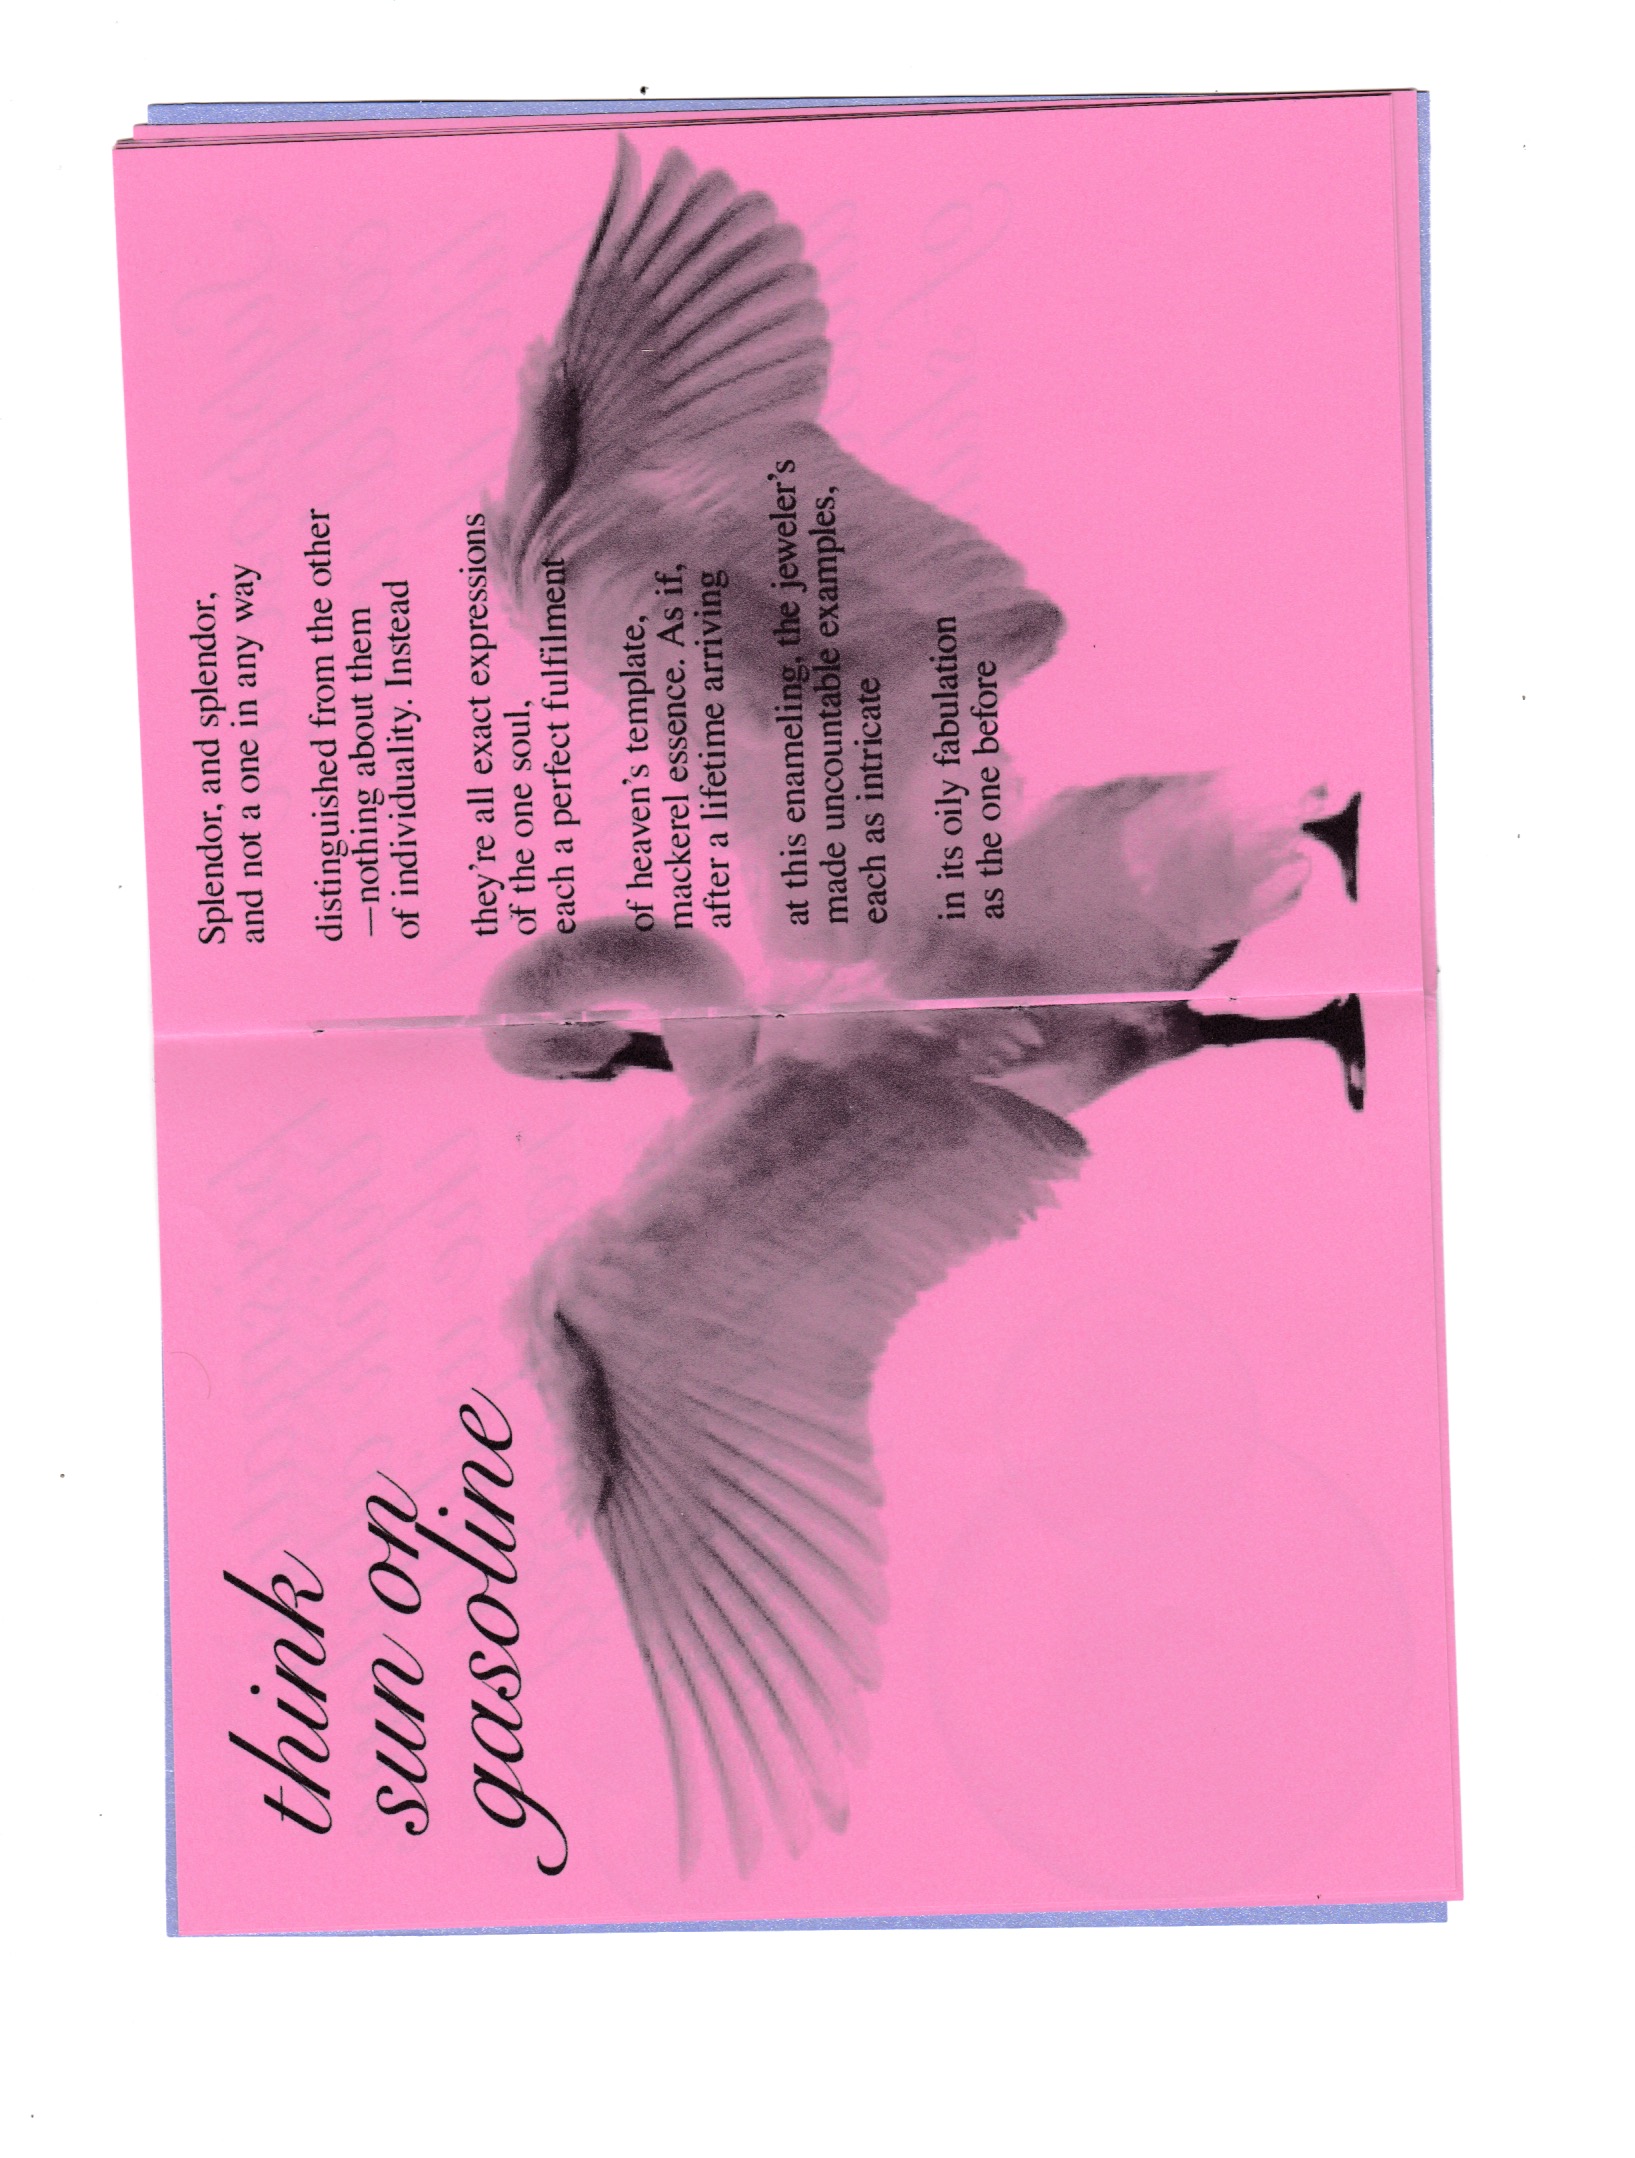 think
sun on
gasoline
Splendor, and splendor,
and not a one in any way
distinguished from the other
—nothing about them
of individuality. Instead
they're all exact expressions
of the one soul,
each a perfect fulfilment
of heaven's template,
mackerel essence. As if,
after a lifetime arriving
at this enameling, the jeweler's
made uncountable examples,
each as intricate
in its oily fabulation
as the one before